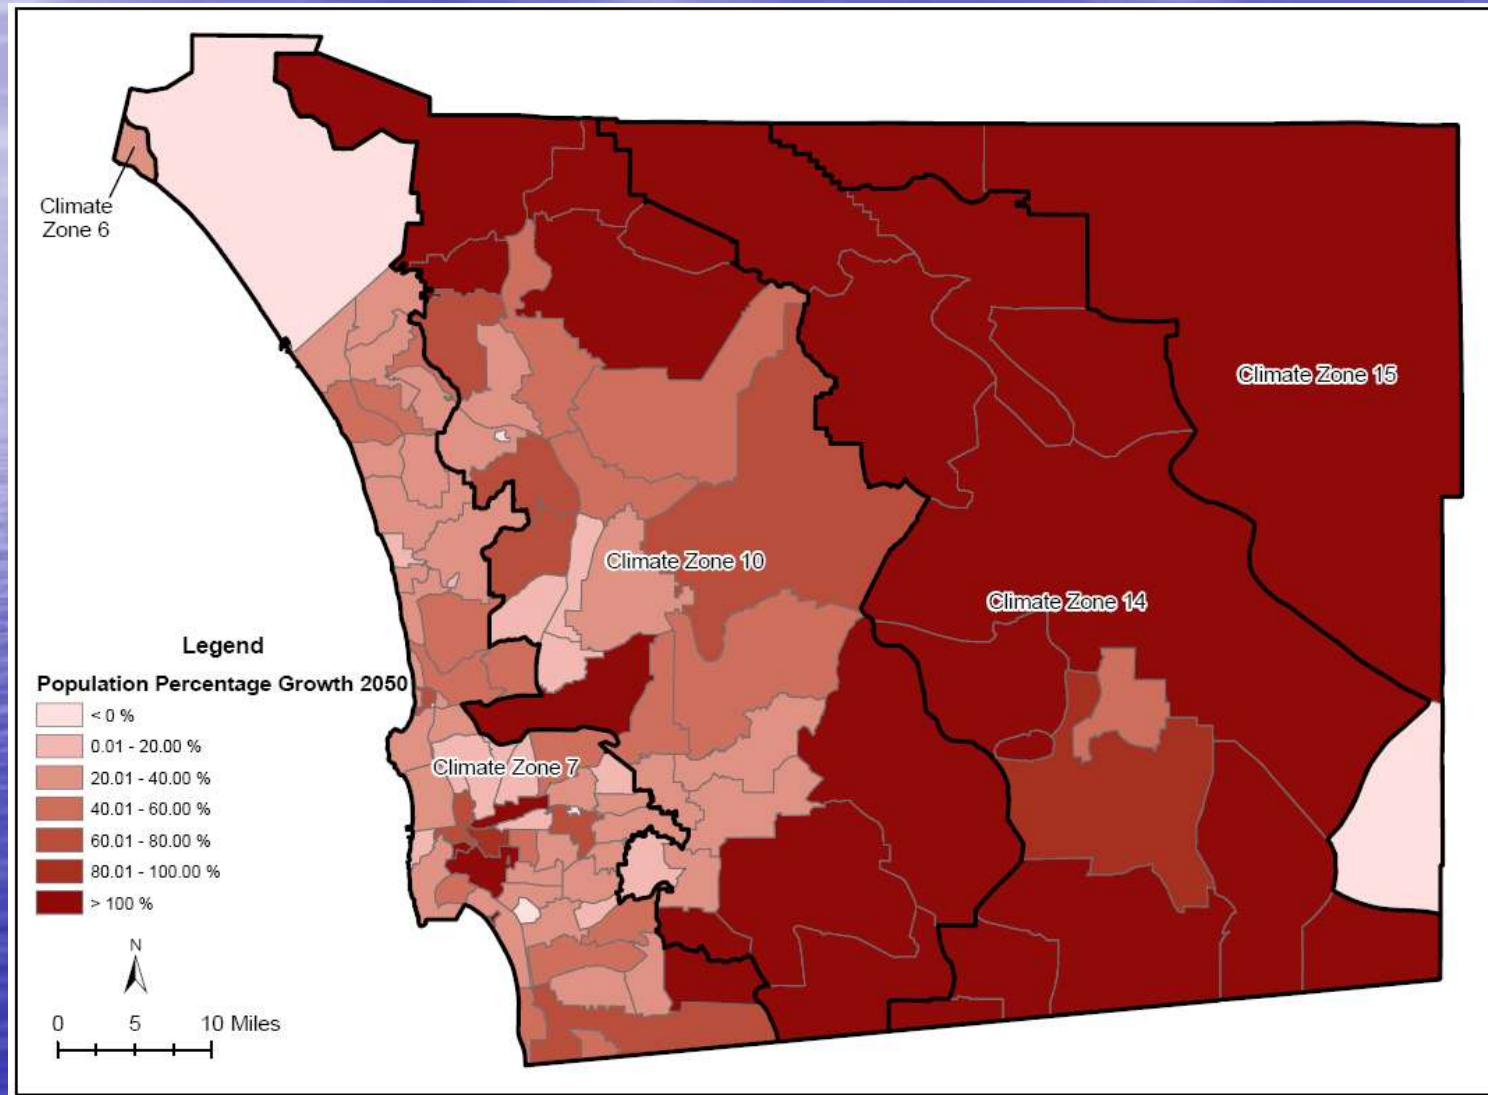 Climate
Zone 6
Climate Zone 15
Climate Zone 10
Climate Zone 14
Climate Zone 7
Legend
Population Percentage Growth 2050
< 0 %
0.01 - 20.00 %
20.01 - 40.00 %
40.01 - 60.00 %
60.01 - 80.00 %
80.01 - 100.00 %
> 100 %
N
0 5 10 Miles